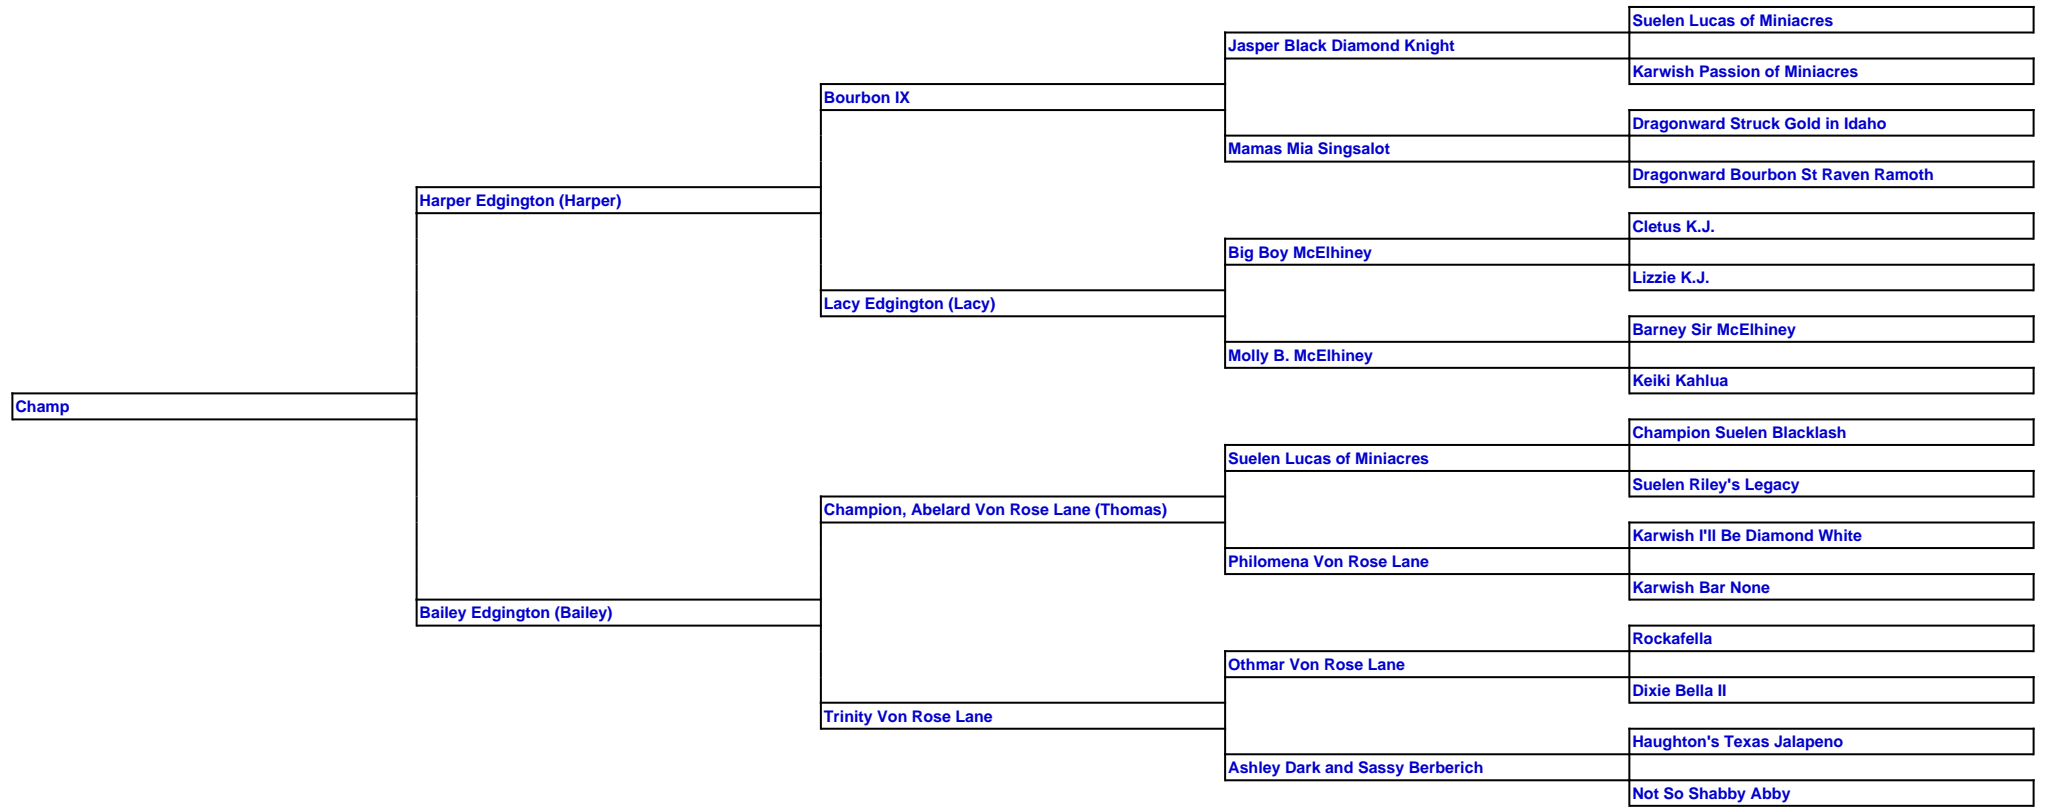 Suelen Lucas of Miniacres
Jasper Black Diamond Knight
Karwish Passion of Miniacres
Bourbon IX
Dragonward Struck Gold in Idaho
Mamas Mia Singsalot
Dragonward Bourbon St Raven Ramoth
Harper Edgington (Harper)
Cletus K.J.
Big Boy McElhiney
Lizzie K.J.
Lacy Edgington (Lacy)
Barney Sir McElhiney
Molly B. McElhiney
Keiki Kahlua
Champ
Champion Suelen Blacklash
Suelen Lucas of Miniacres
Suelen Riley's Legacy
Champion, Abelard Von Rose Lane (Thomas)
Karwish I'll Be Diamond White
Philomena Von Rose Lane
Karwish Bar None
Bailey Edgington (Bailey)
Rockafella
Othmar Von Rose Lane
Dixie Bella II
Trinity Von Rose Lane
Haughton's Texas Jalapeno
Ashley Dark and Sassy Berberich
Not So Shabby Abby